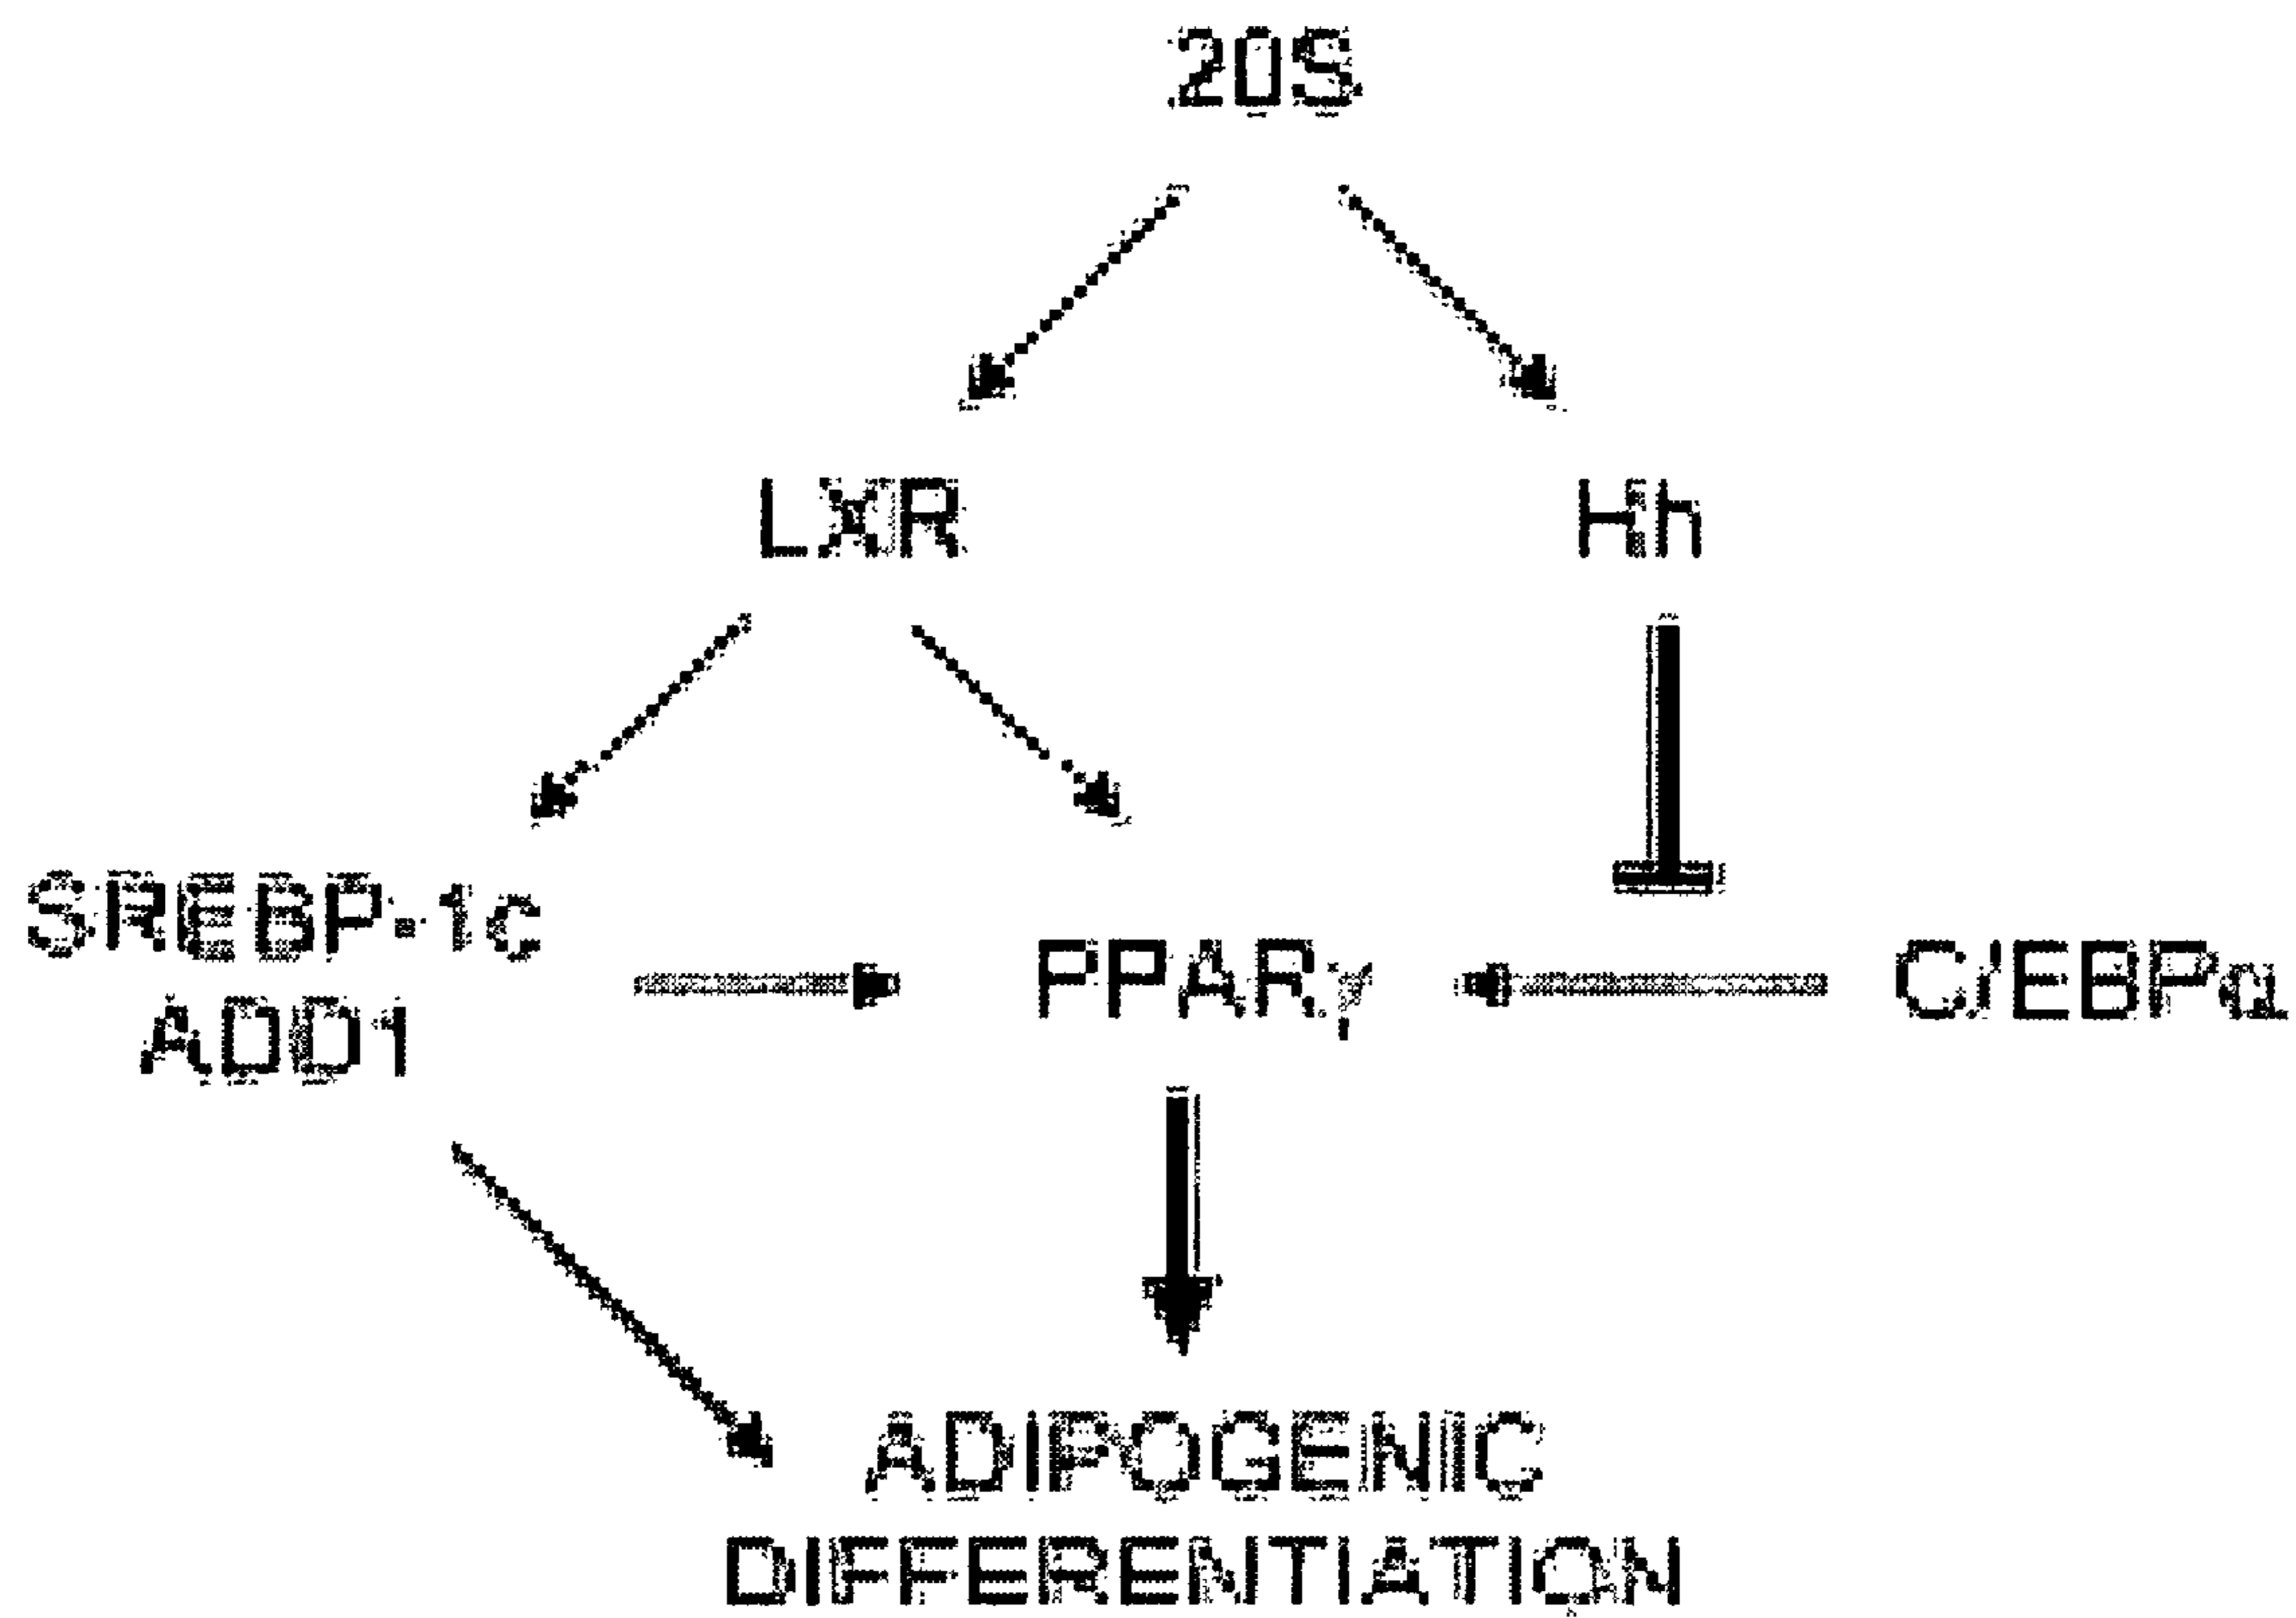 20S
LXR
Hh
SREBP-1c
ADD1
PPARγ
C/EBPα
ADIPOGENIC
DIFFERENTIATION